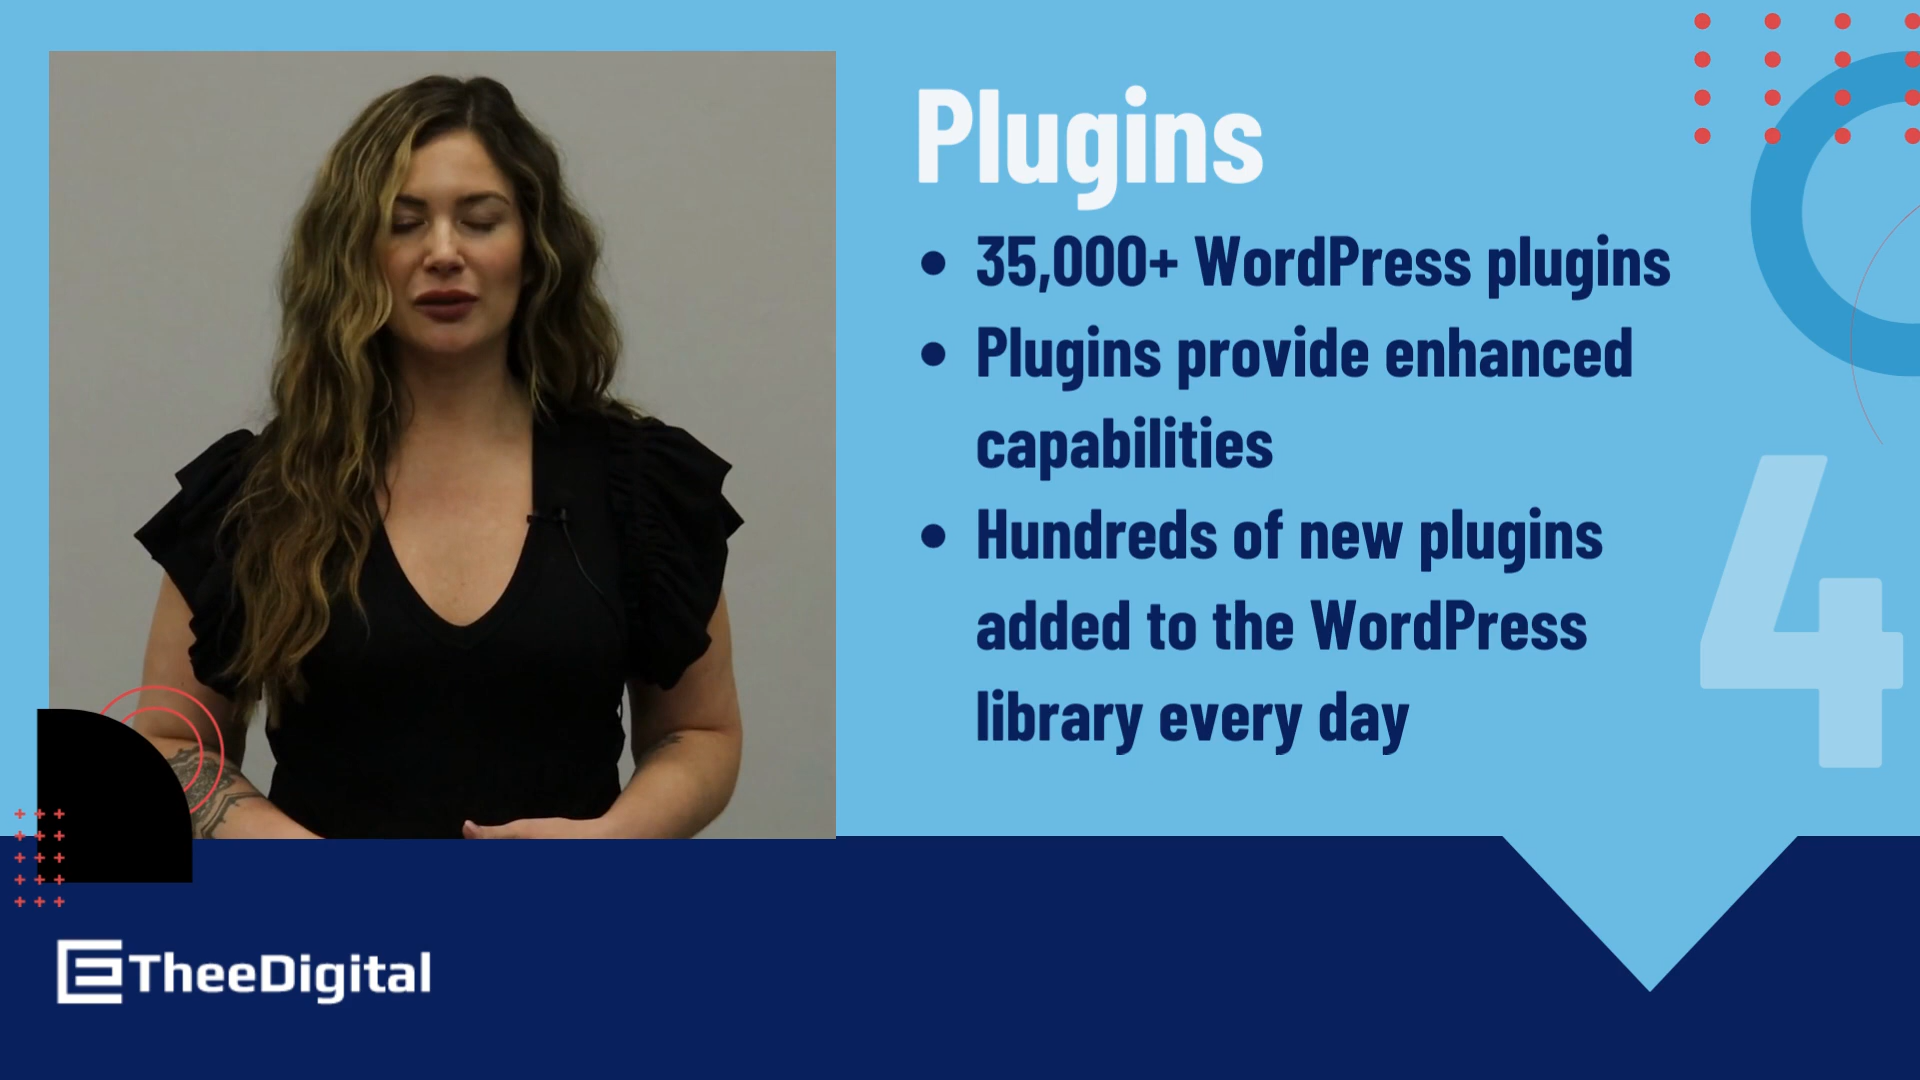 Plugins
• 35,000+ WordPress plugins
• Plugins provide enhanced
capabilities
• Hundreds of new plugins
added to the WordPress
library every day
4
TheeDigital